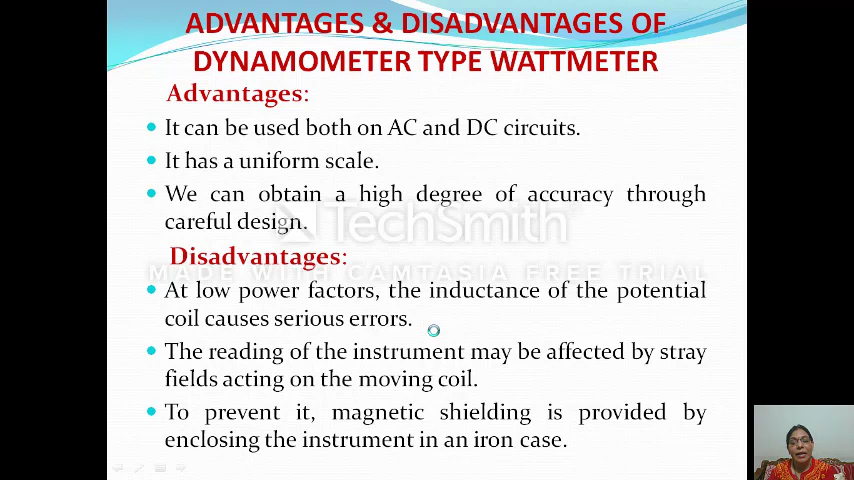 ADVANTAGES & DISADVANTAGES OF
DYNAMOMETER TYPE WATTMETER
Advantages:
It can be used both on AC and DC circuits.
It has a uniform scale.
We can obtain a high degree of accuracy through
careful design.
TechSmith
Disadvantages:
MADE WITH CAMTASIA FREE TRIAL
At low power factors, the inductance of the potential
coil causes serious errors.
The reading of the instrument may be affected by stray
fields acting on the moving coil.
To prevent it, magnetic shielding is provided by
enclosing the instrument in an iron case.